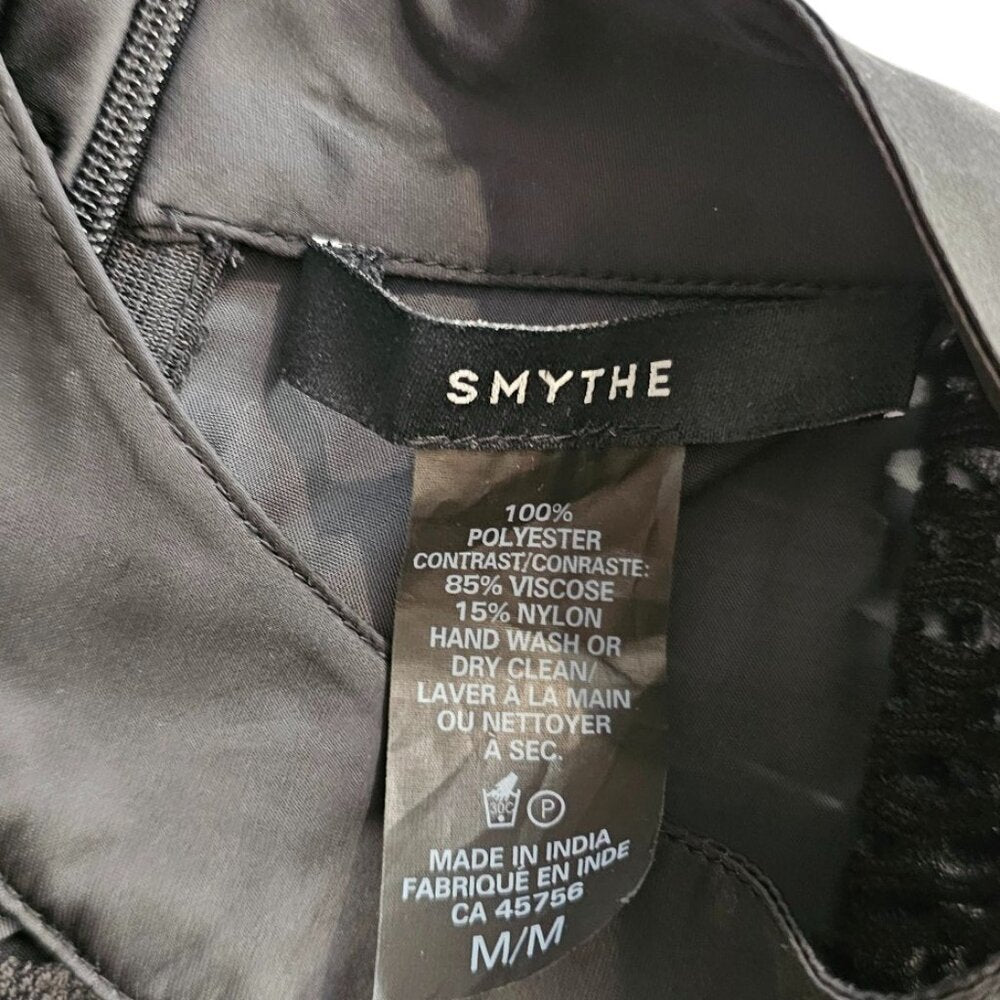 SMYTHE
100%
POLYESTER
CONTRAST/CONRASTE:
85% VISCOSE
15% NYLON
HAND WASH OR
DRY CLEAN/
LAVER À LA MAIN
OU NETTOYER
À SEC.
30C P
MADE IN INDIA
FABRIQUÉ EN INDE
CA 45756
M/M